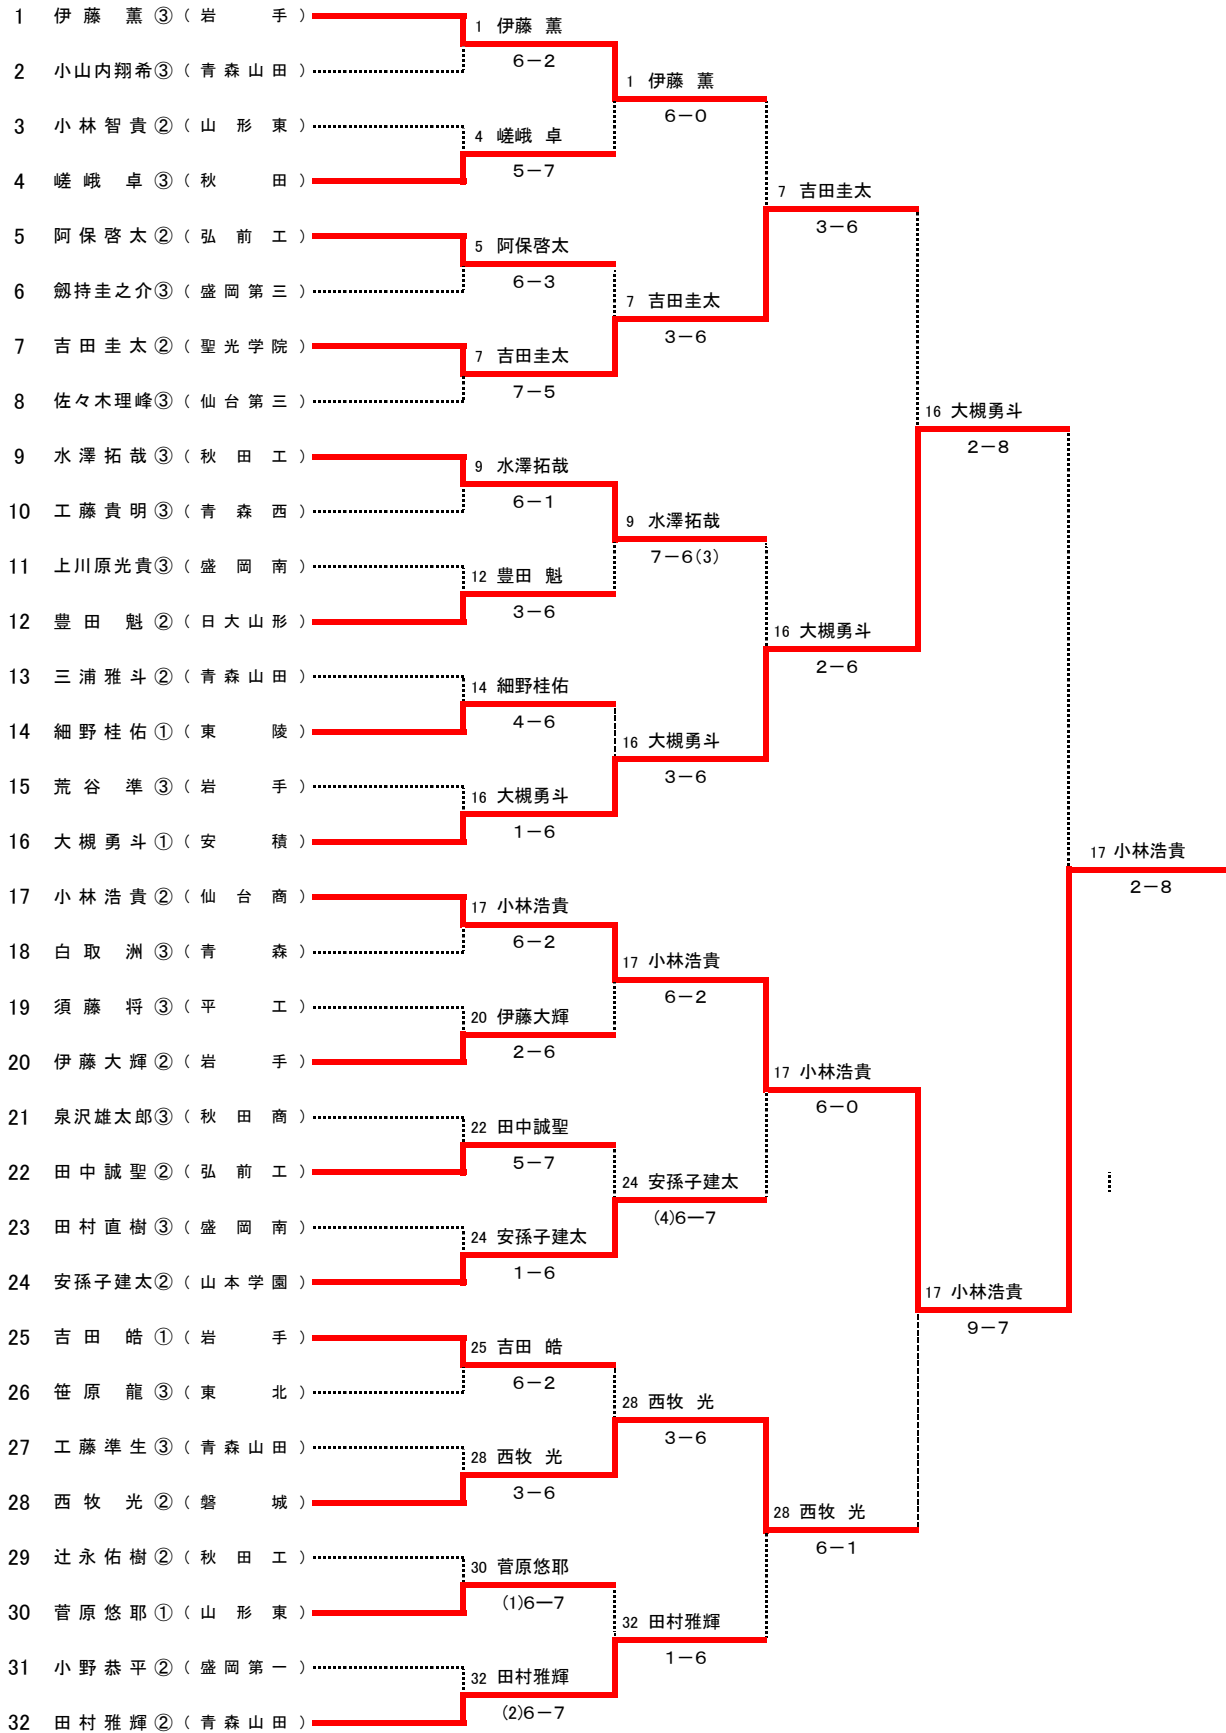 1 伊藤 薫③（岩手）
2 小山内翔希③（青森山田）
3 小林智貴②（山形東）
4 嵯峨 卓③（秋田）
5 阿保啓太②（弘前工）
6 剱持圭之介③（盛岡第三）
7 吉田圭太②（聖光学院）
8 佐々木理峰③（仙台第三）
9 水澤拓哉③（秋田工）
10 工藤貴明③（青森西）
11 上川原光貴③（盛岡南）
12 豊田 魁②（日大山形）
13 三浦雅斗②（青森山田）
14 細野桂佑①（東陵）
15 荒谷 準③（岩手）
16 大槻勇斗①（安積）
17 小林浩貴②（仙台商）
18 白取 洲③（青森）
19 須藤 将③（平工）
20 伊藤大輝②（岩手）
21 泉沢雄太郎③（秋田商）
22 田中誠聖②（弘前工）
23 田村直樹③（盛岡南）
24 安孫子建太②（山本学園）
25 吉田 皓①（岩手）
26 笹原 龍③（東北）
27 工藤準生③（青森山田）
28 西牧 光②（磐城）
29 辻永佑樹②（秋田工）
30 菅原悠耶①（山形東）
31 小野恭平②（盛岡第一）
32 田村雅輝②（青森山田）
1 伊藤 薫
6－2
4 嵯峨 卓
5－7
5 阿保啓太
6－3
7 吉田圭太
7－5
9 水澤拓哉
6－1
12 豊田 魁
3－6
14 細野桂佑
4－6
16 大槻勇斗
1－6
17 小林浩貴
6－2
20 伊藤大輝
2－6
22 田中誠聖
5－7
24 安孫子建太
1－6
25 吉田 皓
6－2
28 西牧 光
3－6
30 菅原悠耶
(1)6－7
32 田村雅輝
(2)6－7
1 伊藤 薫
6－0
7 吉田圭太
3－6
9 水澤拓哉
7－6(3)
16 大槻勇斗
3－6
17 小林浩貴
6－2
24 安孫子建太
(4)6－7
28 西牧 光
3－6
32 田村雅輝
1－6
7 吉田圭太
3－6
16 大槻勇斗
2－6
17 小林浩貴
6－0
28 西牧 光
6－1
16 大槻勇斗
2－8
17 小林浩貴
9－7
17 小林浩貴
2－8